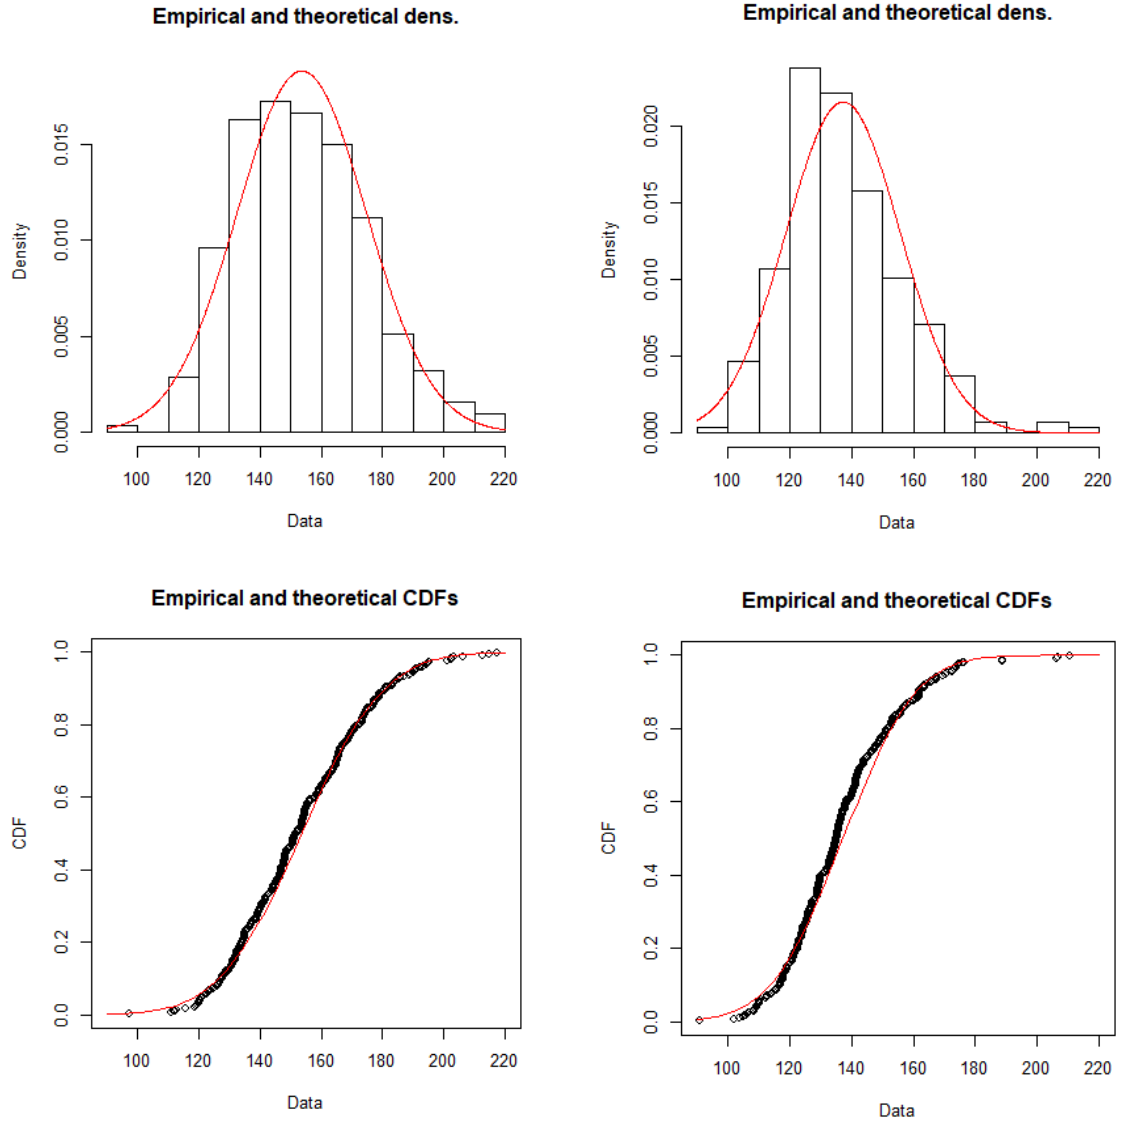 Empirical and theoretical dens.
Density
0.000 0.005 0.010 0.015
100 120 140 160 180 200 220
Data
Empirical and theoretical dens.
Density
0.000 0.005 0.010 0.015 0.020
100 120 140 160 180 200 220
Data
Empirical and theoretical CDFs
CDF
0.0 0.2 0.4 0.6 0.8 1.0
100 120 140 160 180 200 220
Data
Empirical and theoretical CDFs
CDF
0.0 0.2 0.4 0.6 0.8 1.0
100 120 140 160 180 200 220
Data